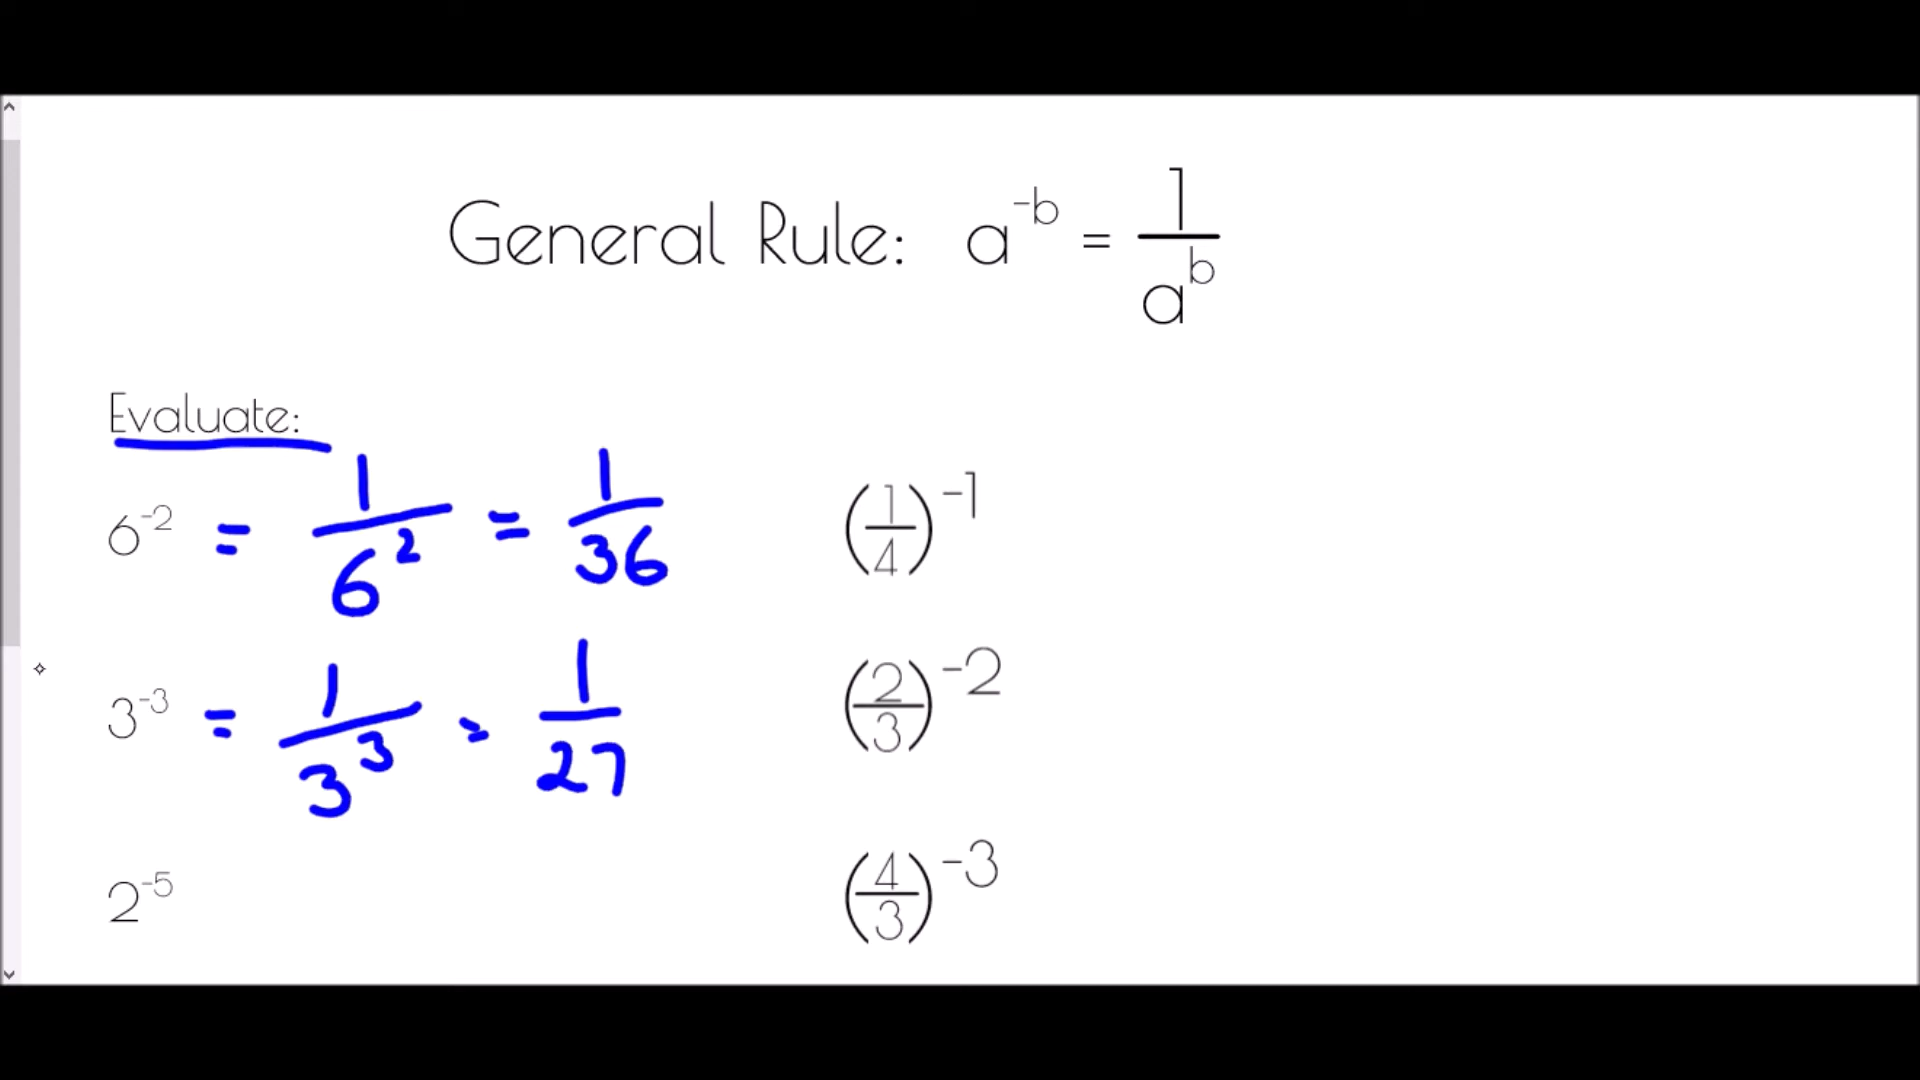 General Rule: a^-b = 1/a^b
Evaluate:
6^-2 = 1/6^2 = 1/36
3^-3 = 1/3^3 = 1/27
2^-5
(1/4)^-1
(2/3)^-2
(4/3)^-3